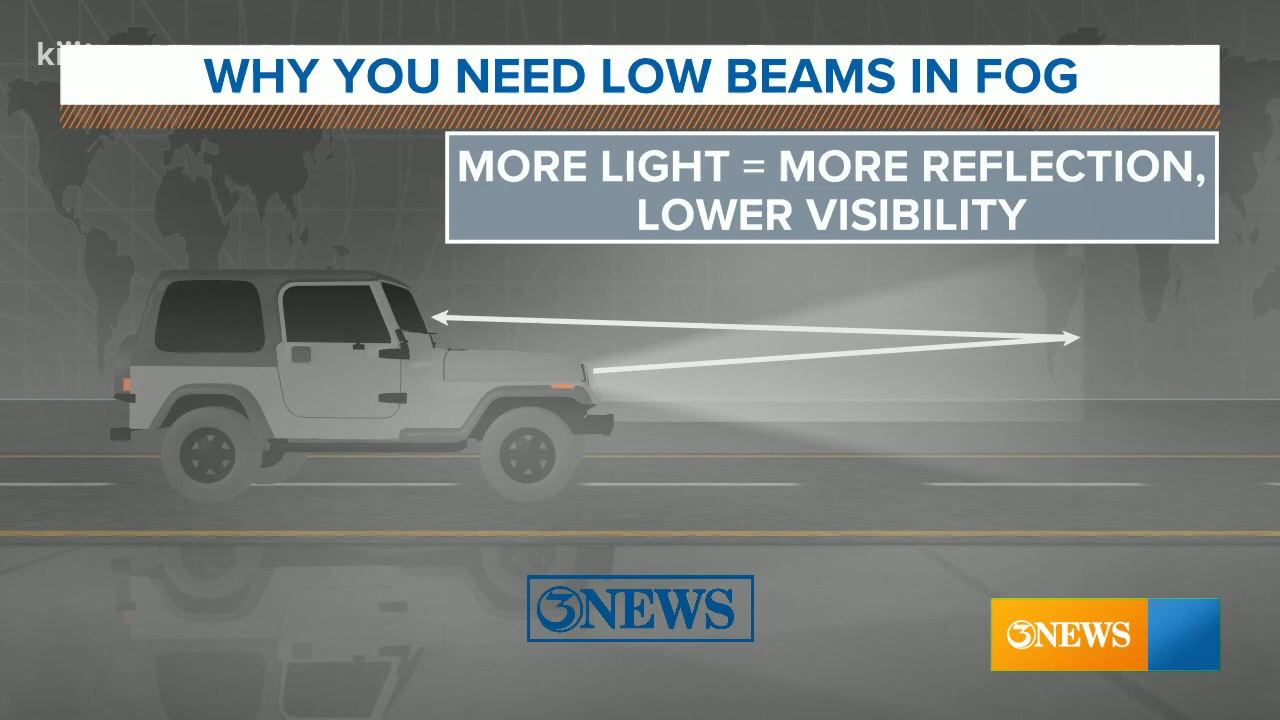 WHY YOU NEED LOW BEAMS IN FOG
MORE LIGHT = MORE REFLECTION,
LOWER VISIBILITY
3NEWS
3NEWS